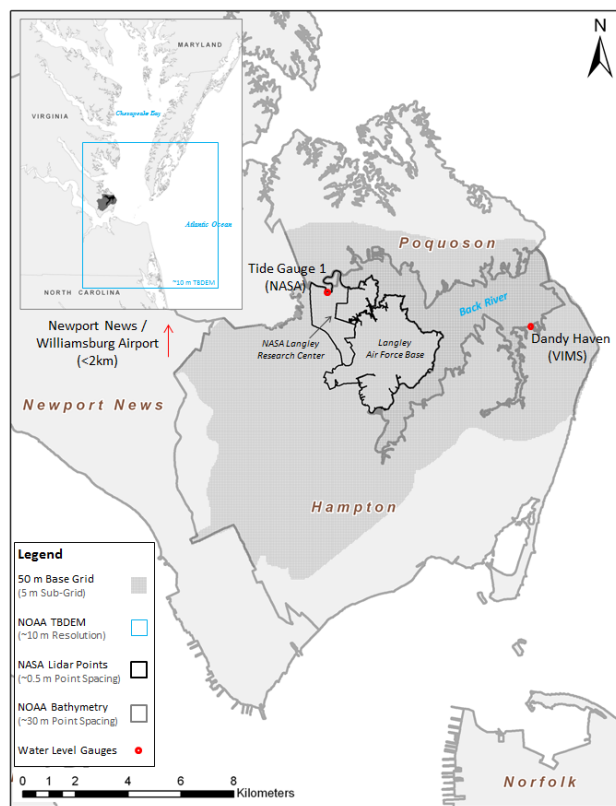 MARYLAND
Chesapeake Bay
VIRGINIA
Atlantic Ocean
NORTH CAROLINA
~10 m TBDEM
N
Poquoson
Tide Gauge 1
(NASA)
Back River
Newport News /
Williamsburg Airport
(<2km)
NASA Langley
Research Center
Langley
Air Force Base
Dandy Haven
(VIMS)
Newport News
Hampton
Legend
50 m Base Grid
(5 m Sub-Grid)
NOAA TBDEM
(~10 m Resolution)
NASA Lidar Points
(~0.5 m Point Spacing)
NOAA Bathymetry
(~30 m Point Spacing)
Water Level Gauges
0 2 4 6 8
Kilometers
Norfolk